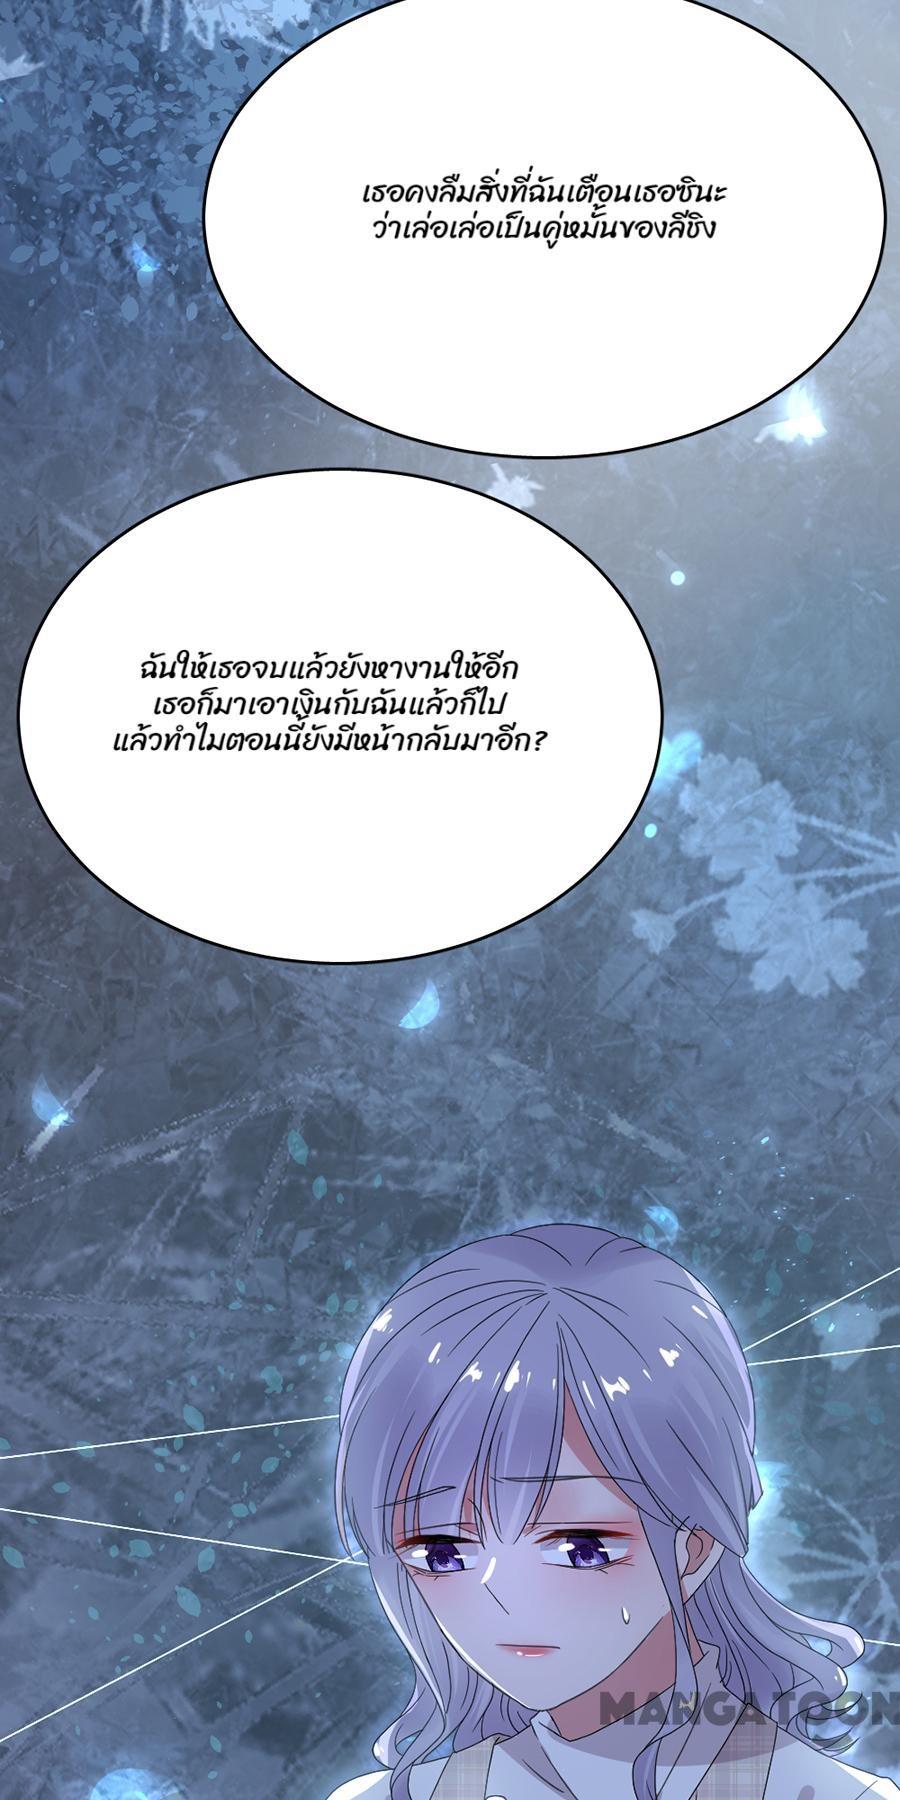 เธอคงลืมสิ่งที่ฉันเตือนเธอซินะ
ว่าเล่อเล่อเป็นคู่หมั้นของลี่ชิง
ฉันให้เธอจบแล้วยังหางานให้อีก
เธอก็มาเอาเงินกับฉันแล้วก็ไป
แล้วทำไมตอนนี้ยังมีหน้ากลับมาอีก?
MANGATOON